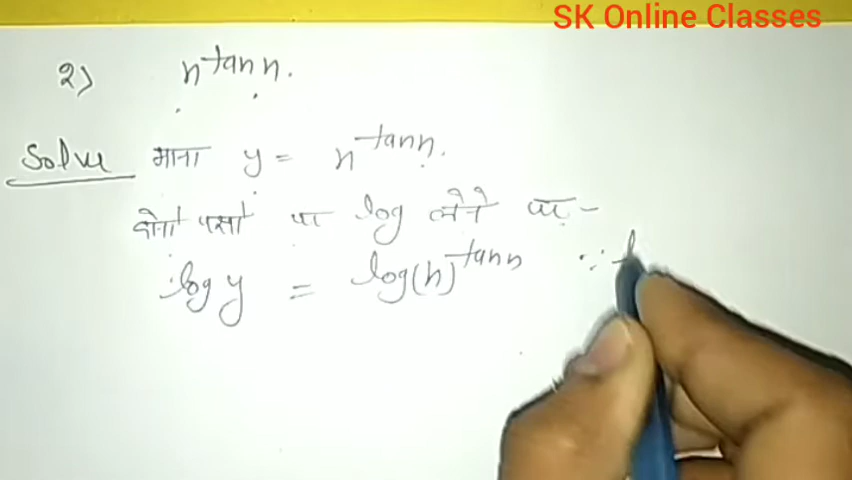 SK Online Classes
2) x^tan x.
Solve माना y = x^tan x.
दोनों पक्षों पर log लेने पर -
log y = log(x)^tan x ∵